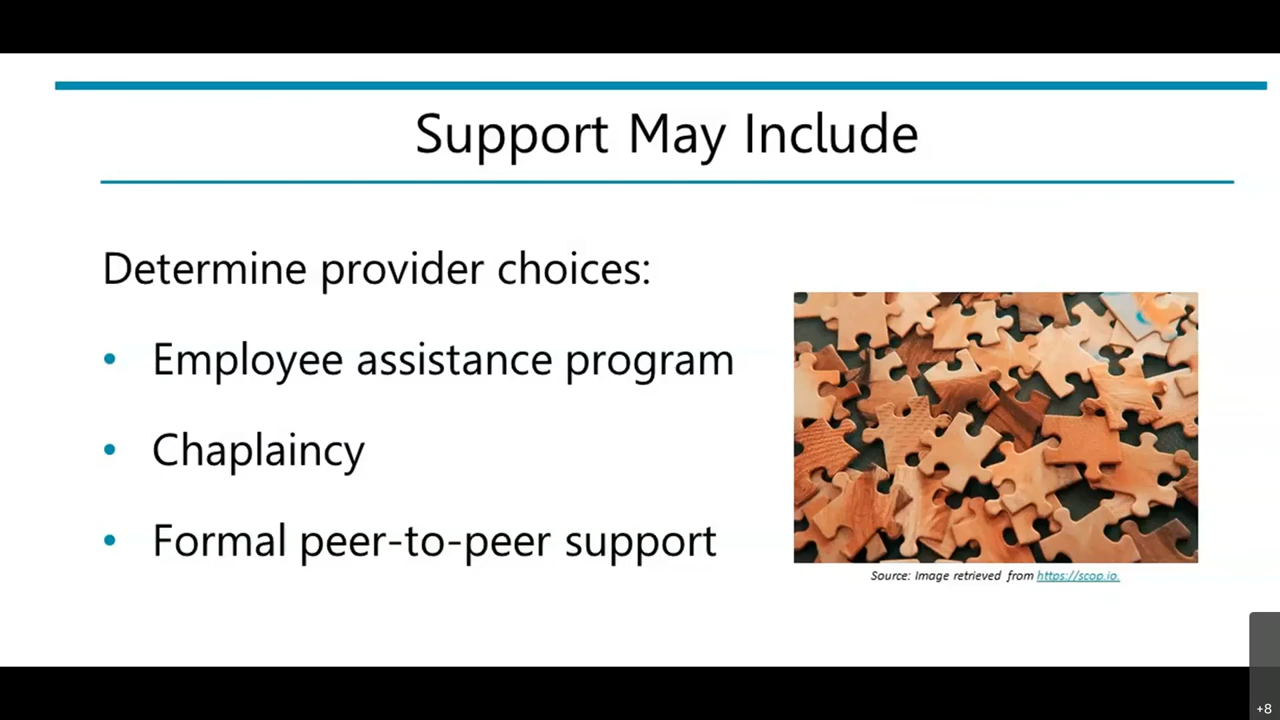 Support May Include
Determine provider choices:
• Employee assistance program
• Chaplaincy
• Formal peer-to-peer support
Source: Image retrieved from https://scop.io.
+8